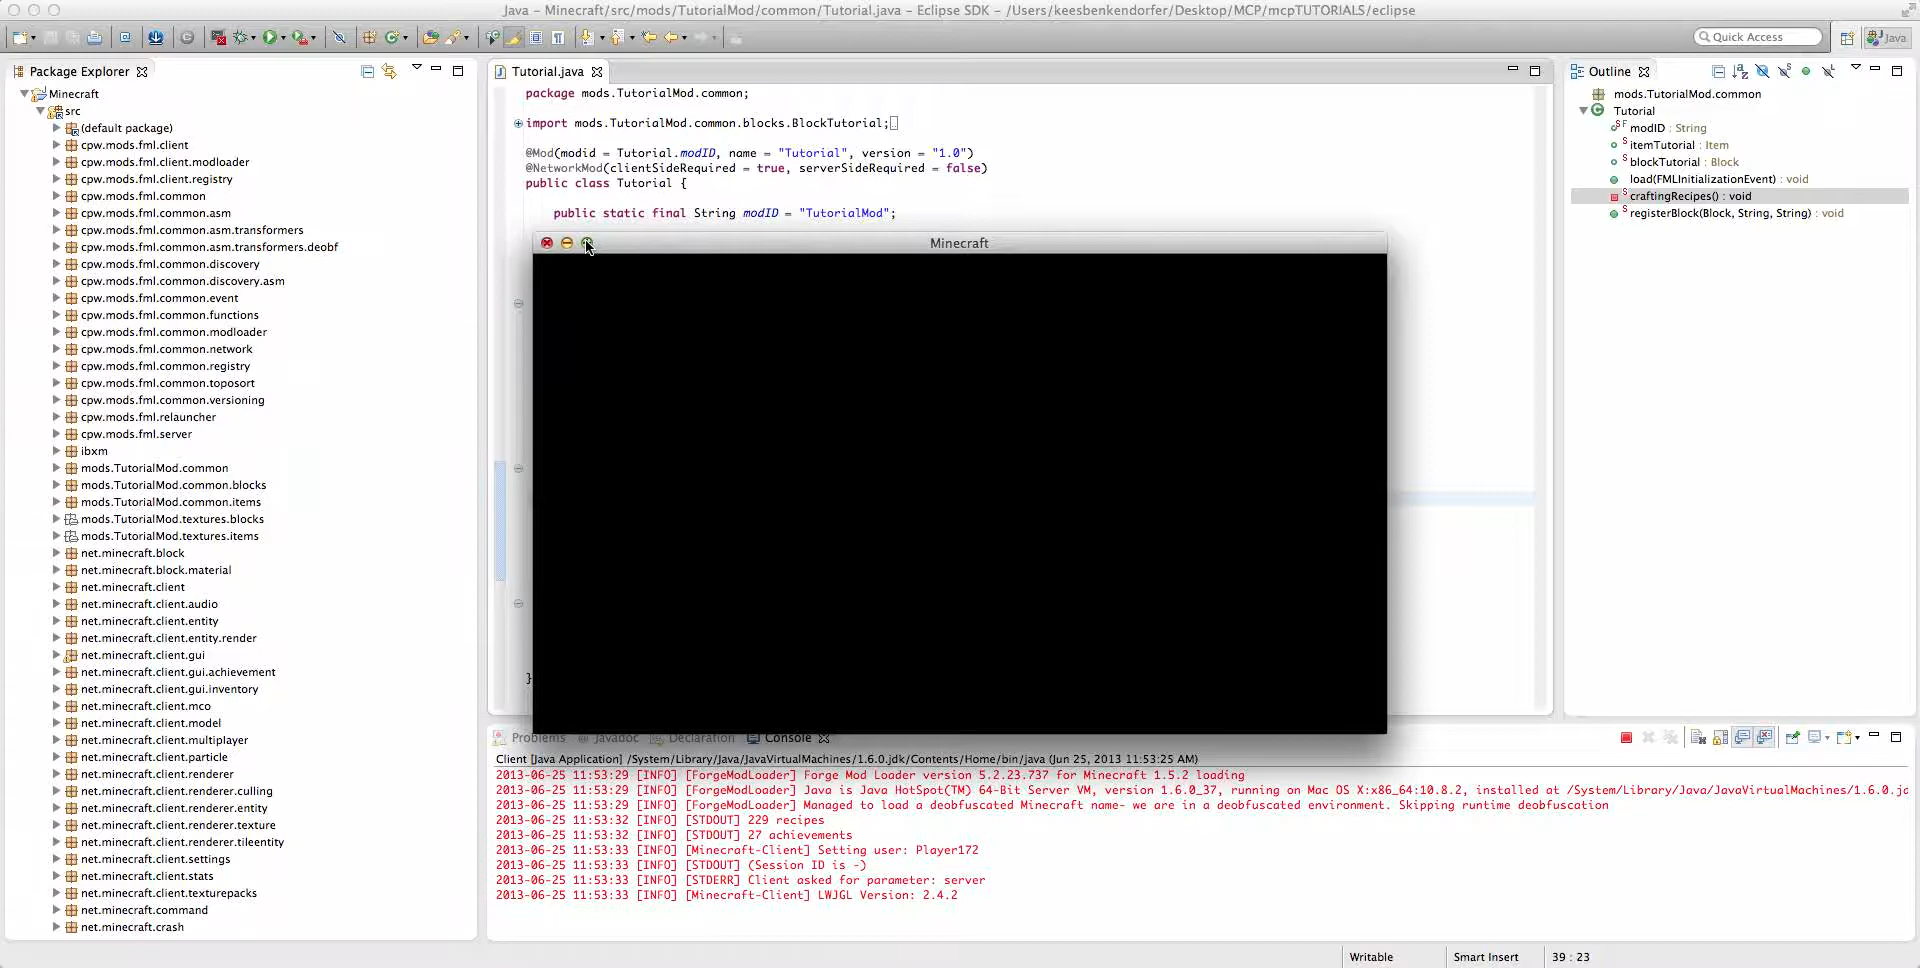 Java – Minecraft/src/mods/TutorialMod/common/Tutorial.java – Eclipse SDK – /Users/keesbenkendorfer/Desktop/MCP/mcpTUTORIALS/eclipse
Quick Access
Java
Package Explorer
Minecraft
src
(default package)
cpw.mods.fml.client
cpw.mods.fml.client.modloader
cpw.mods.fml.client.registry
cpw.mods.fml.common
cpw.mods.fml.common.asm
cpw.mods.fml.common.asm.transformers
cpw.mods.fml.common.asm.transformers.deobf
cpw.mods.fml.common.discovery
cpw.mods.fml.common.discovery.asm
cpw.mods.fml.common.event
cpw.mods.fml.common.functions
cpw.mods.fml.common.modloader
cpw.mods.fml.common.network
cpw.mods.fml.common.registry
cpw.mods.fml.common.toposort
cpw.mods.fml.common.versioning
cpw.mods.fml.relauncher
cpw.mods.fml.server
ibxm
mods.TutorialMod.common
mods.TutorialMod.common.blocks
mods.TutorialMod.common.items
mods.TutorialMod.textures.blocks
mods.TutorialMod.textures.items
net.minecraft.block
net.minecraft.block.material
net.minecraft.client
net.minecraft.client.audio
net.minecraft.client.entity
net.minecraft.client.entity.render
net.minecraft.client.gui
net.minecraft.client.gui.achievement
net.minecraft.client.gui.inventory
net.minecraft.client.mco
net.minecraft.client.model
net.minecraft.client.multiplayer
net.minecraft.client.particle
net.minecraft.client.renderer
net.minecraft.client.renderer.culling
net.minecraft.client.renderer.entity
net.minecraft.client.renderer.texture
net.minecraft.client.renderer.tileentity
net.minecraft.client.settings
net.minecraft.client.stats
net.minecraft.client.texturepacks
net.minecraft.command
net.minecraft.crash
Tutorial.java
package mods.TutorialMod.common;
import mods.TutorialMod.common.blocks.BlockTutorial;
@Mod(modid = Tutorial.modID, name = "Tutorial", version = "1.0")
@NetworkMod(clientSideRequired = true, serverSideRequired = false)
public class Tutorial {
public static final String modID = "TutorialMod";
Minecraft
}
Outline
mods.TutorialMod.common
Tutorial
modID : String
itemTutorial : Item
blockTutorial : Block
load(FMLInitializationEvent) : void
craftingRecipes() : void
registerBlock(Block, String, String) : void
Problems @ Javadoc Declaration Console
Client [Java Application] /System/Library/Java/JavaVirtualMachines/1.6.0.jdk/Contents/Home/bin/java (Jun 25, 2013 11:53:25 AM)
2013-06-25 11:53:29 [INFO] [ForgeModLoader] Forge Mod Loader version 5.2.23.737 for Minecraft 1.5.2 loading
2013-06-25 11:53:29 [INFO] [ForgeModLoader] Java is Java HotSpot(TM) 64-Bit Server VM, version 1.6.0_37, running on Mac OS X:x86_64:10.8.2, installed at /System/Library/Java/JavaVirtualMachines/1.6.0.jd
2013-06-25 11:53:29 [INFO] [ForgeModLoader] Managed to load a deobfuscated Minecraft name- we are in a deobfuscated environment. Skipping runtime deobfuscation
2013-06-25 11:53:32 [INFO] [STDOUT] 229 recipes
2013-06-25 11:53:32 [INFO] [STDOUT] 27 achievements
2013-06-25 11:53:33 [INFO] [Minecraft-Client] Setting user: Player172
2013-06-25 11:53:33 [INFO] [STDOUT] (Session ID is -)
2013-06-25 11:53:33 [INFO] [STDERR] Client asked for parameter: server
2013-06-25 11:53:33 [INFO] [Minecraft-Client] LWJGL Version: 2.4.2
Writable
Smart Insert
39 : 23